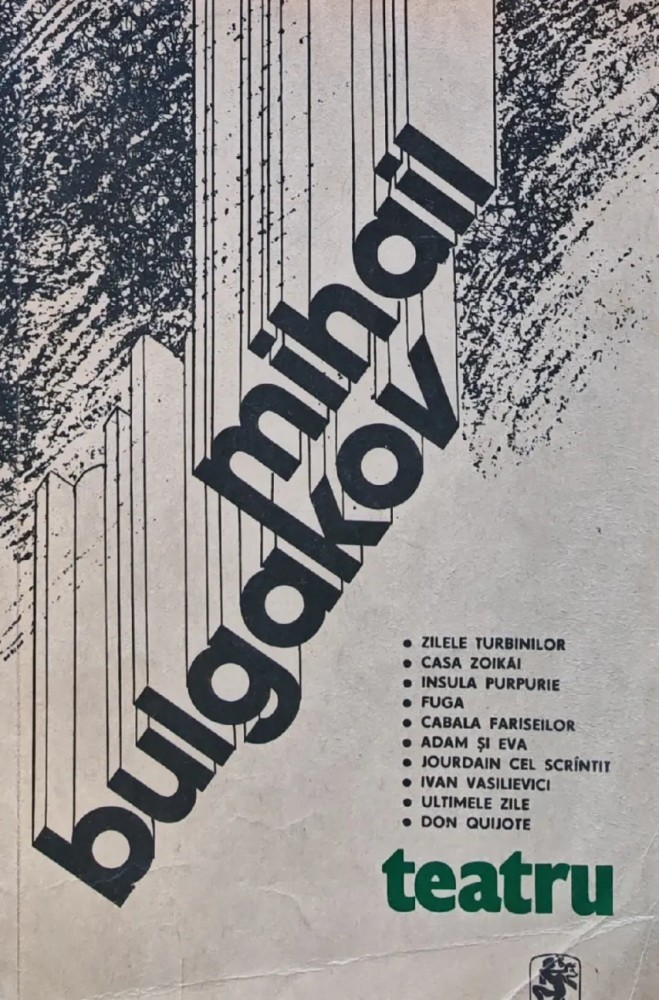 mihail
bulgakov
• ZILELE TURBINILOR
• CASA ZOIKĂI
• INSULA PURPURIE
• FUGA
• CABALA FARISEILOR
• ADAM ȘI EVA
• JOURDAIN CEL SCRÎNTIT
• IVAN VASILIEVICI
• ULTIMELE ZILE
• DON QUIJOTE
teatru